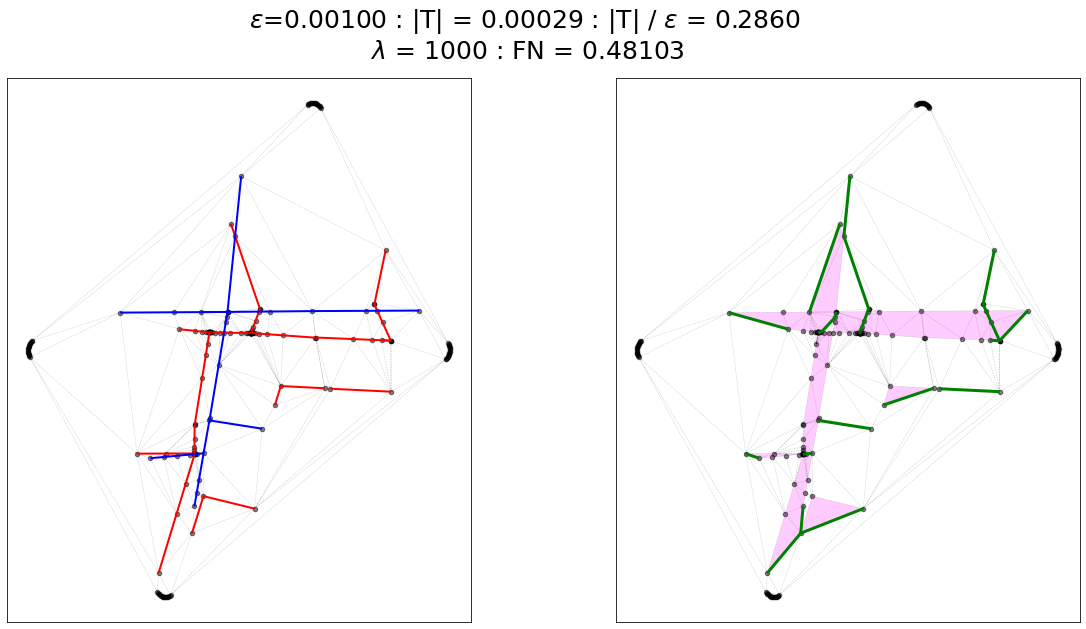 ε=0.00100 : |T| = 0.00029 : |T| / ε = 0.2860
λ = 1000 : FN = 0.48103